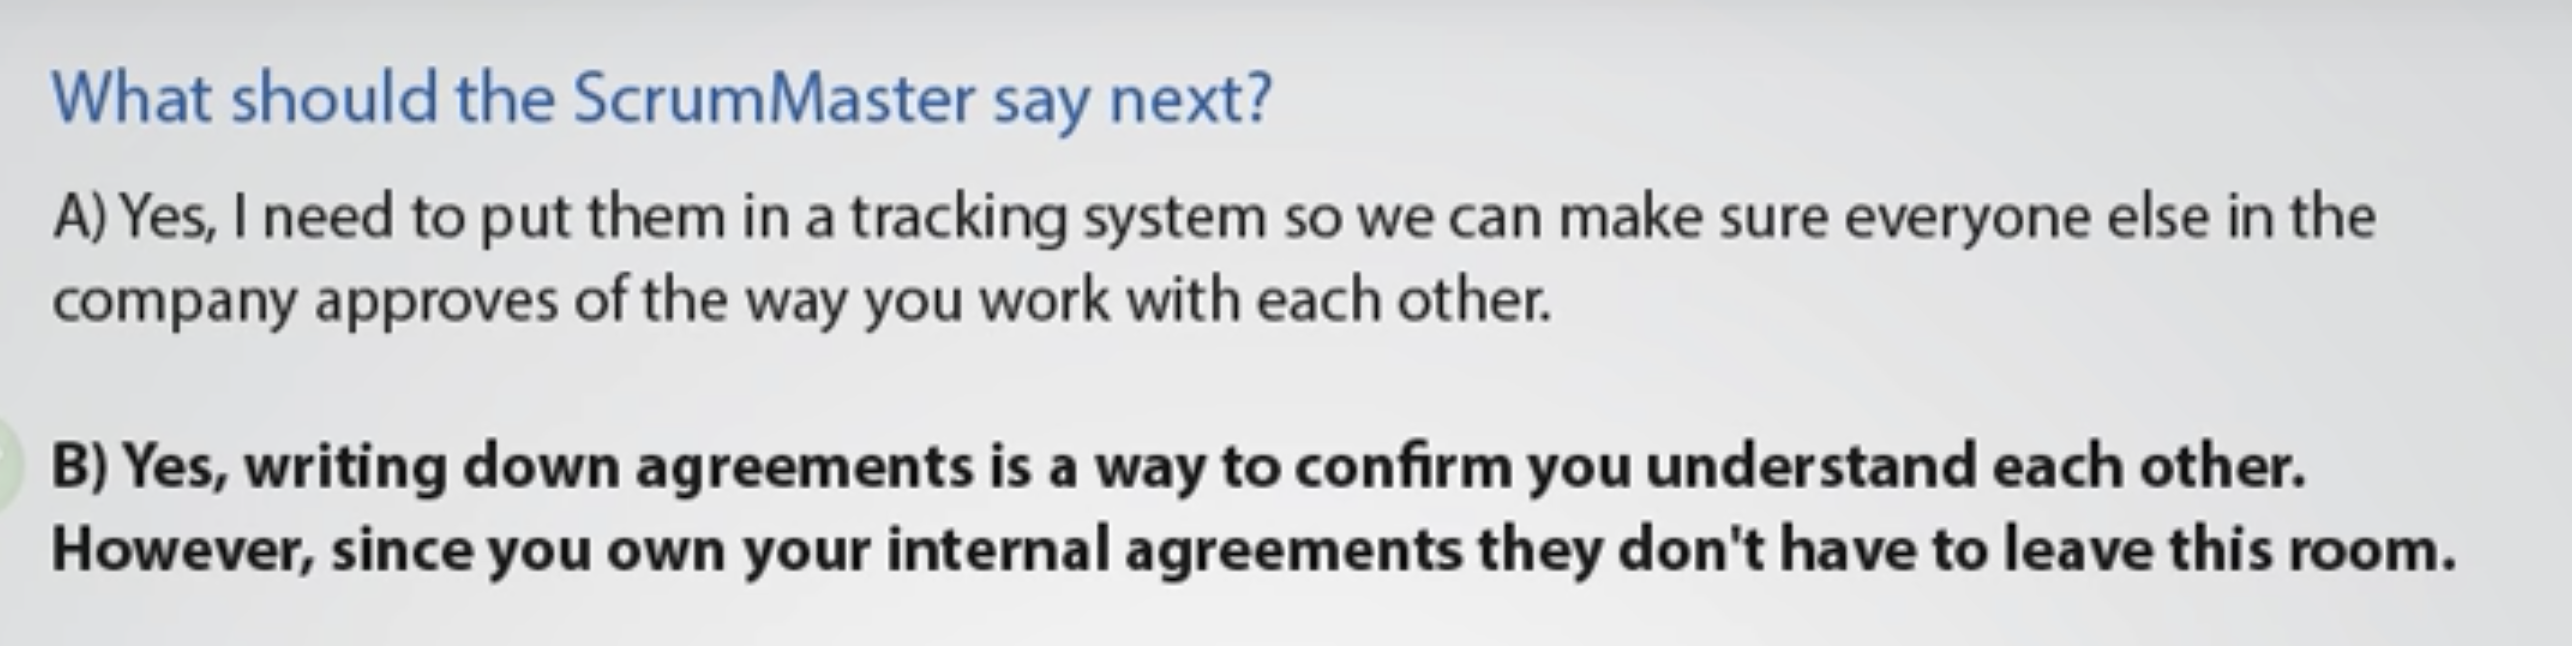 What should the ScrumMaster say next?
A) Yes, I need to put them in a tracking system so we can make sure everyone else in the
company approves of the way you work with each other.
B) Yes, writing down agreements is a way to confirm you understand each other.
However, since you own your internal agreements they don't have to leave this room.